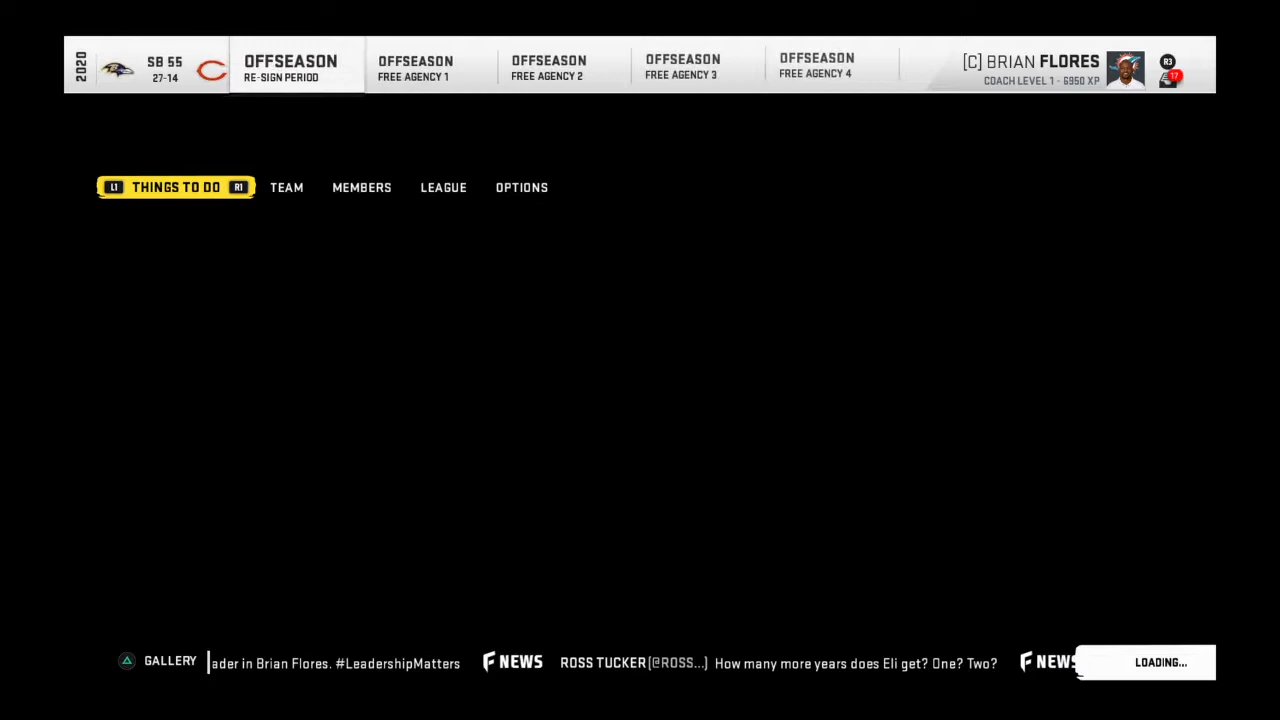 2020
SB 55
27-14
OFFSEASON
RE-SIGN PERIOD
OFFSEASON
FREE AGENCY 1
OFFSEASON
FREE AGENCY 2
OFFSEASON
FREE AGENCY 3
OFFSEASON
FREE AGENCY 4
[C] BRIAN FLORES
COACH LEVEL 1 - 6950 XP
R3
17
L1 THINGS TO DO R1 TEAM MEMBERS LEAGUE OPTIONS
GALLERY ader in Brian Flores. #LeadershipMatters F NEWS ROSS TUCKER(@ROSS...) How many more years does Eli get? One? Two? F NEWS LOADING...